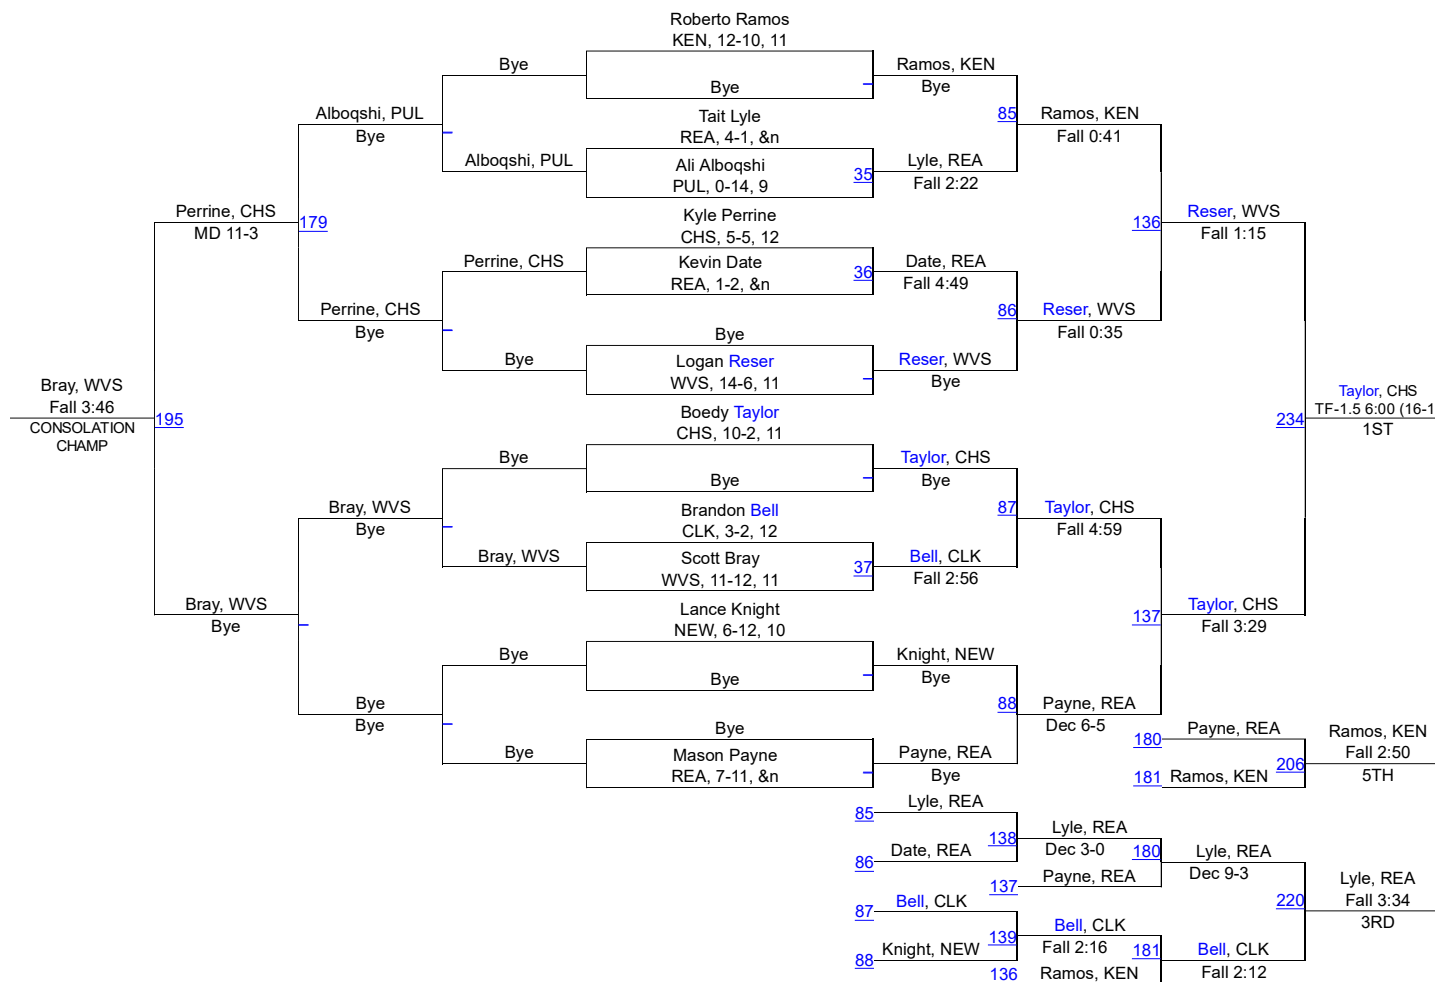 Roberto Ramos
KEN, 12-10, 11
Bye
Bye
Ramos, KEN
Bye
Alboqshi, PUL
Bye
Tait Lyle
REA, 4-1, &n
85
Ramos, KEN
Fall 0:41
Alboqshi, PUL
Ali Alboqshi
PUL, 0-14, 9
35
Lyle, REA
Fall 2:22
Perrine, CHS
MD 11-3
179
Kyle Perrine
CHS, 5-5, 12
136
Reser, WVS
Fall 1:15
Perrine, CHS
Kevin Date
REA, 1-2, &n
36
Date, REA
Fall 4:49
Perrine, CHS
Bye
86
Reser, WVS
Fall 0:35
Bye
Bye
Logan Reser
WVS, 14-6, 11
Reser, WVS
Bye
Bray, WVS
Fall 3:46
CONSOLATION
CHAMP
195
Boedy Taylor
CHS, 10-2, 11
234
Taylor, CHS
TF-1.5 6:00 (16-1
1ST
Bye
Bye
Taylor, CHS
Bye
Bray, WVS
Bye
Brandon Bell
CLK, 3-2, 12
87
Taylor, CHS
Fall 4:59
Bray, WVS
Scott Bray
WVS, 11-12, 11
37
Bell, CLK
Fall 2:56
Bray, WVS
Bye
Lance Knight
NEW, 6-12, 10
137
Taylor, CHS
Fall 3:29
Bye
Bye
Knight, NEW
Bye
Bye
Bye
88
Payne, REA
Dec 6-5
Bye
Bye
Mason Payne
REA, 7-11, &n
Payne, REA
Bye
180
Payne, REA
181
Ramos, KEN
206
Ramos, KEN
Fall 2:50
5TH
85
Lyle, REA
86
Date, REA
138
Lyle, REA
Dec 3-0
137
Payne, REA
180
Lyle, REA
Dec 9-3
220
Lyle, REA
Fall 3:34
3RD
87
Bell, CLK
88
Knight, NEW
139
Bell, CLK
Fall 2:16
136
Ramos, KEN
181
Bell, CLK
Fall 2:12